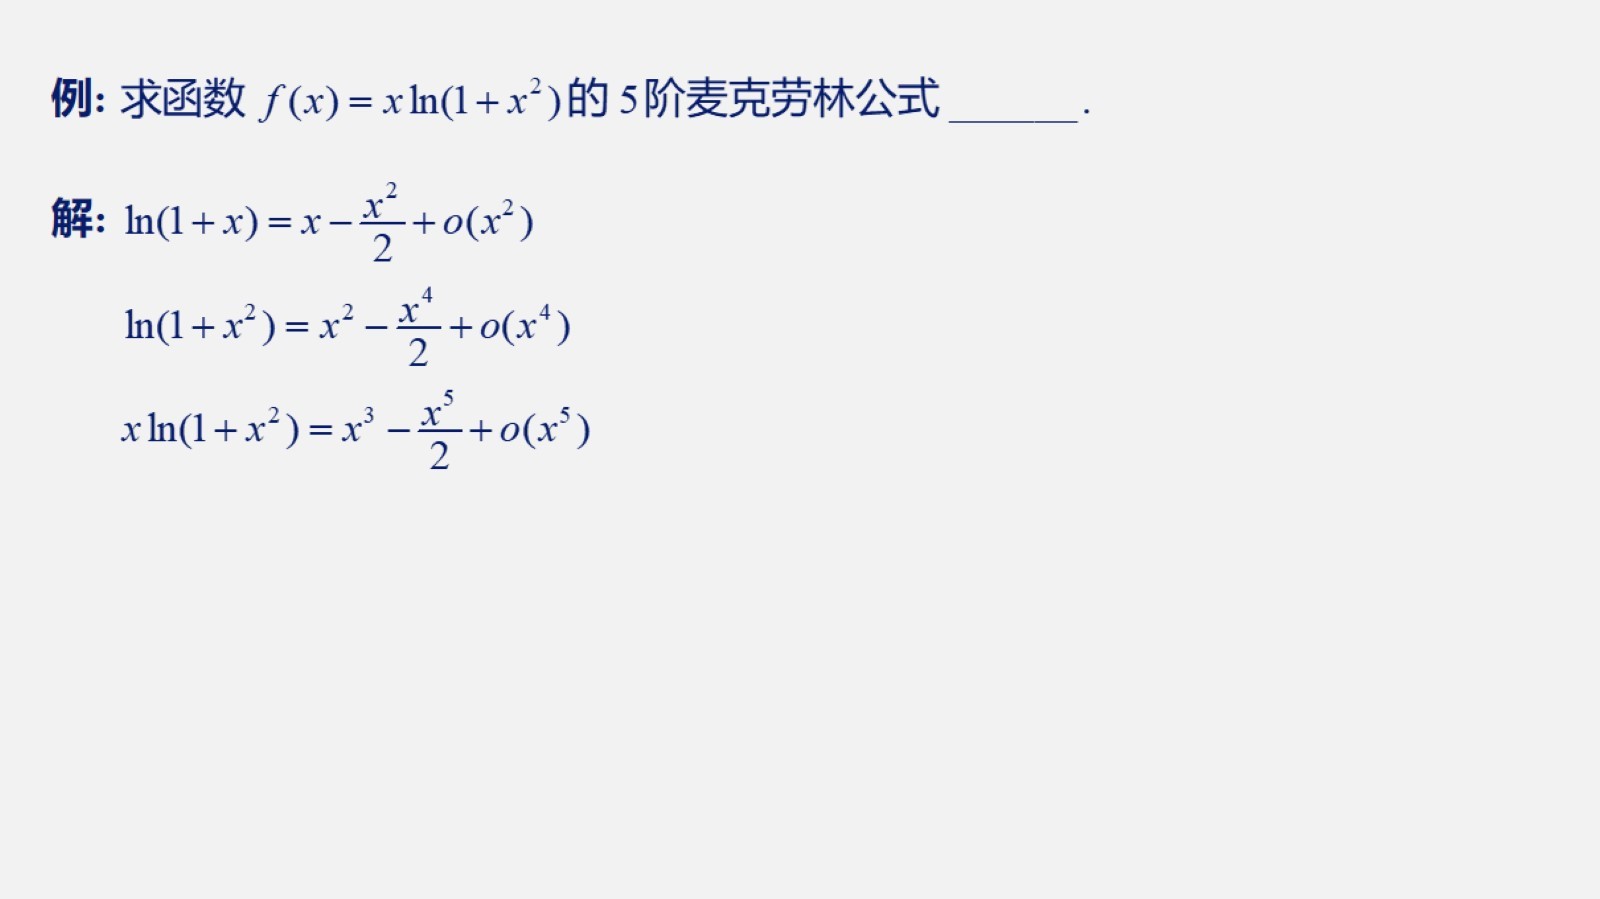 例: 求函数 f(x) = x ln(1 + x²) 的 5 阶麦克劳林公式 ______.
解: ln(1 + x) = x − x²/2 + o(x²)
ln(1 + x²) = x² − x⁴/2 + o(x⁴)
x ln(1 + x²) = x³ − x⁵/2 + o(x⁵)